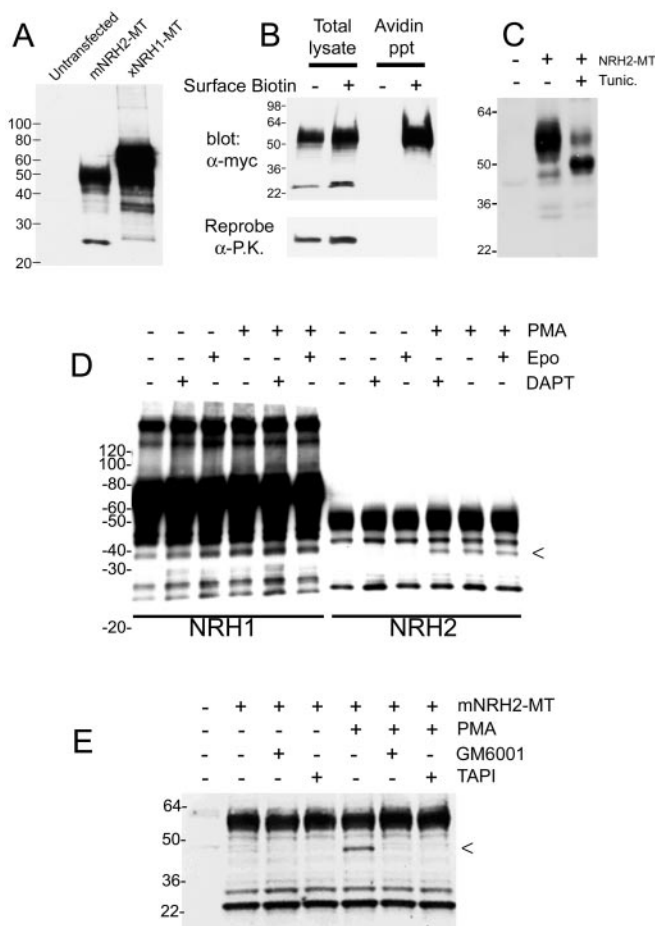 A
Untransfected
mNRH2-MT
xNRH1-MT
100-
80-
60-
50-
40-
30-
20-
B
Total lysate
Avidin ppt
Surface Biotin - + - +
98-
64-
50-
36-
22-
blot: α-myc
Reprobe α-P.K.
C
- + + NRH2-MT
+ Tunic.
64-
50-
36-
22-
D
- - - + + + - - - + + + PMA
- - + - - + - - + - - + Epo
- + - - + - - + - + - - DAPT
120-
100-
-80-
-60-
-50-
-40-
-30-
-20-
<
NRH1
NRH2
E
- + + + + + + mNRH2-MT
- - - - + + + PMA
- - + - - + - GM6001
- - - + - - + TAPI
64-
50-
36-
22-
<